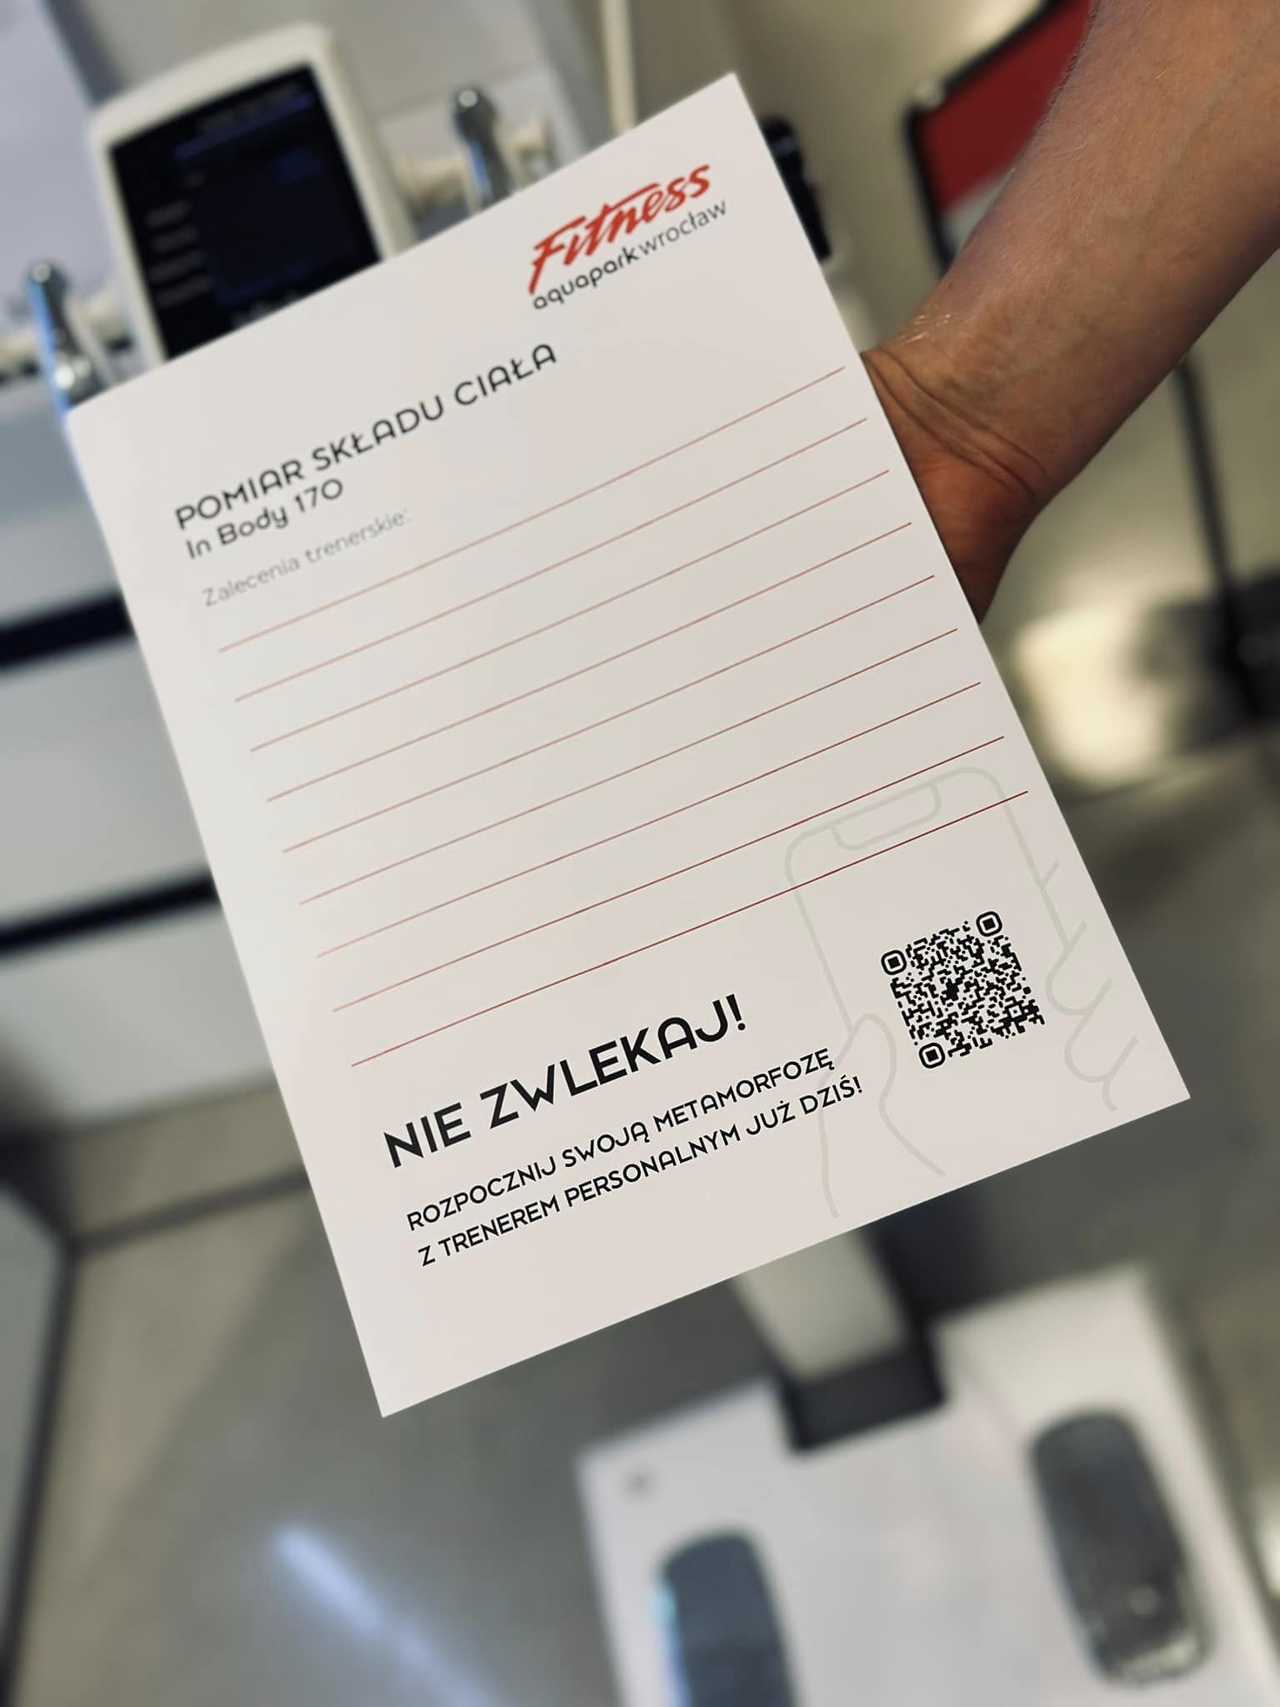 Fitness
aquapark wrocław
POMIAR SKŁADU CIAŁA
In Body 170
Zalecenia trenerskie:
NIE ZWLEKAJ!
ROZPOCZNIJ SWOJĄ METAMORFOZĘ
Z TRENEREM PERSONALNYM JUŻ DZIŚ!